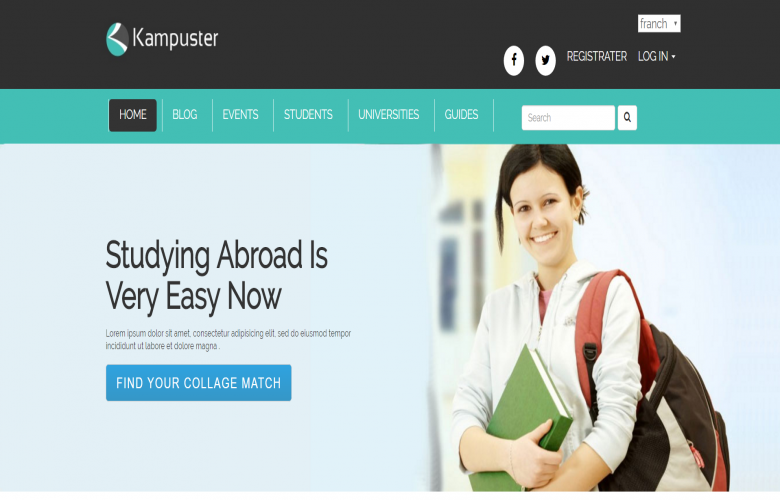 franch
Kampuster
REGISTRATER LOG IN
HOME BLOG EVENTS STUDENTS UNIVERSITIES GUIDES Search
Studying Abroad Is
Very Easy Now
Lorem ipsum dolor sit amet, consectetur adipisicing elit, sed do eiusmod tempor
incididunt ut labore et dolore magna .
FIND YOUR COLLAGE MATCH